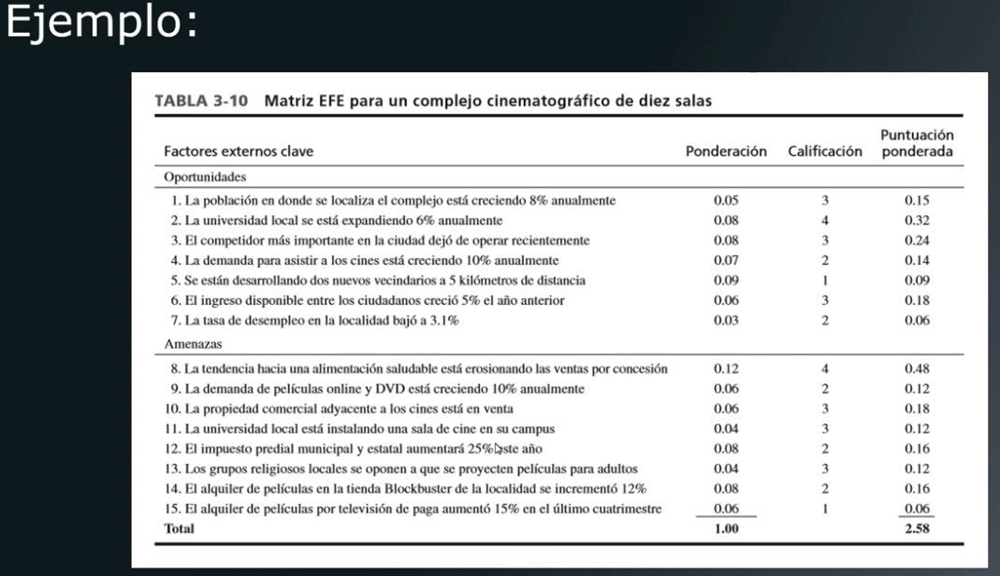 Ejemplo:
TABLA 3-10 Matriz EFE para un complejo cinematográfico de diez salas
Factores externos clave Ponderación Calificación Puntuación ponderada
Oportunidades
1. La población en donde se localiza el complejo está creciendo 8% anualmente 0.05 3 0.15
2. La universidad local se está expandiendo 6% anualmente 0.08 4 0.32
3. El competidor más importante en la ciudad dejó de operar recientemente 0.08 3 0.24
4. La demanda para asistir a los cines está creciendo 10% anualmente 0.07 2 0.14
5. Se están desarrollando dos nuevos vecindarios a 5 kilómetros de distancia 0.09 1 0.09
6. El ingreso disponible entre los ciudadanos creció 5% el año anterior 0.06 3 0.18
7. La tasa de desempleo en la localidad bajó a 3.1% 0.03 2 0.06
Amenazas
8. La tendencia hacia una alimentación saludable está erosionando las ventas por concesión 0.12 4 0.48
9. La demanda de películas online y DVD está creciendo 10% anualmente 0.06 2 0.12
10. La propiedad comercial adyacente a los cines está en venta 0.06 3 0.18
11. La universidad local está instalando una sala de cine en su campus 0.04 3 0.12
12. El impuesto predial municipal y estatal aumentará 25% este año 0.08 2 0.16
13. Los grupos religiosos locales se oponen a que se proyecten películas para adultos 0.04 3 0.12
14. El alquiler de películas en la tienda Blockbuster de la localidad se incrementó 12% 0.08 2 0.16
15. El alquiler de películas por televisión de paga aumentó 15% en el último cuatrimestre 0.06 1 0.06
Total 1.00 2.58